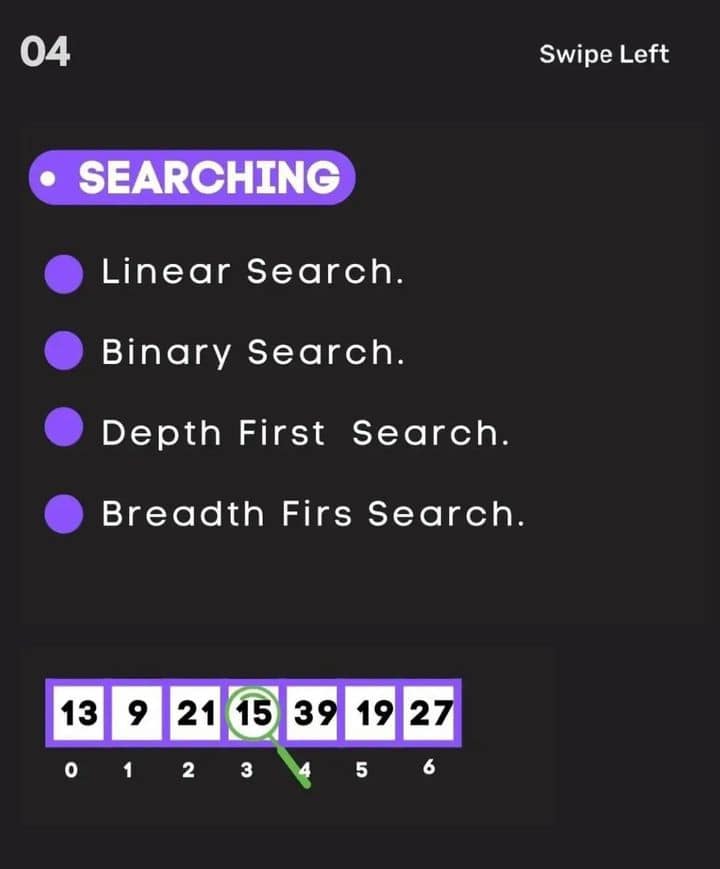 04
Swipe Left
SEARCHING
Linear Search.
Binary Search.
Depth First Search.
Breadth Firs Search.
13 9 21 15 39 19 27
0 1 2 3 4 5 6